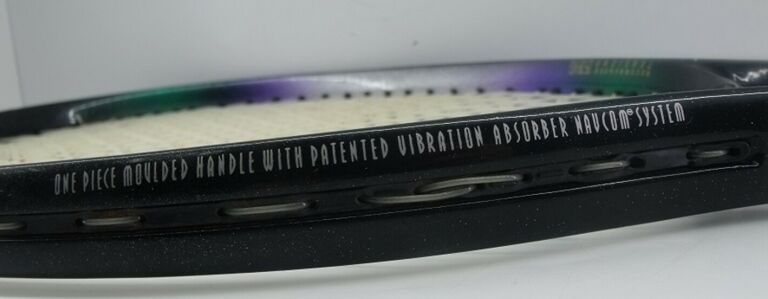 ONE PIECE MOULDED HANDLE WITH PATENTED VIBRATION ABSORBER NAVCOM® SYSTEM